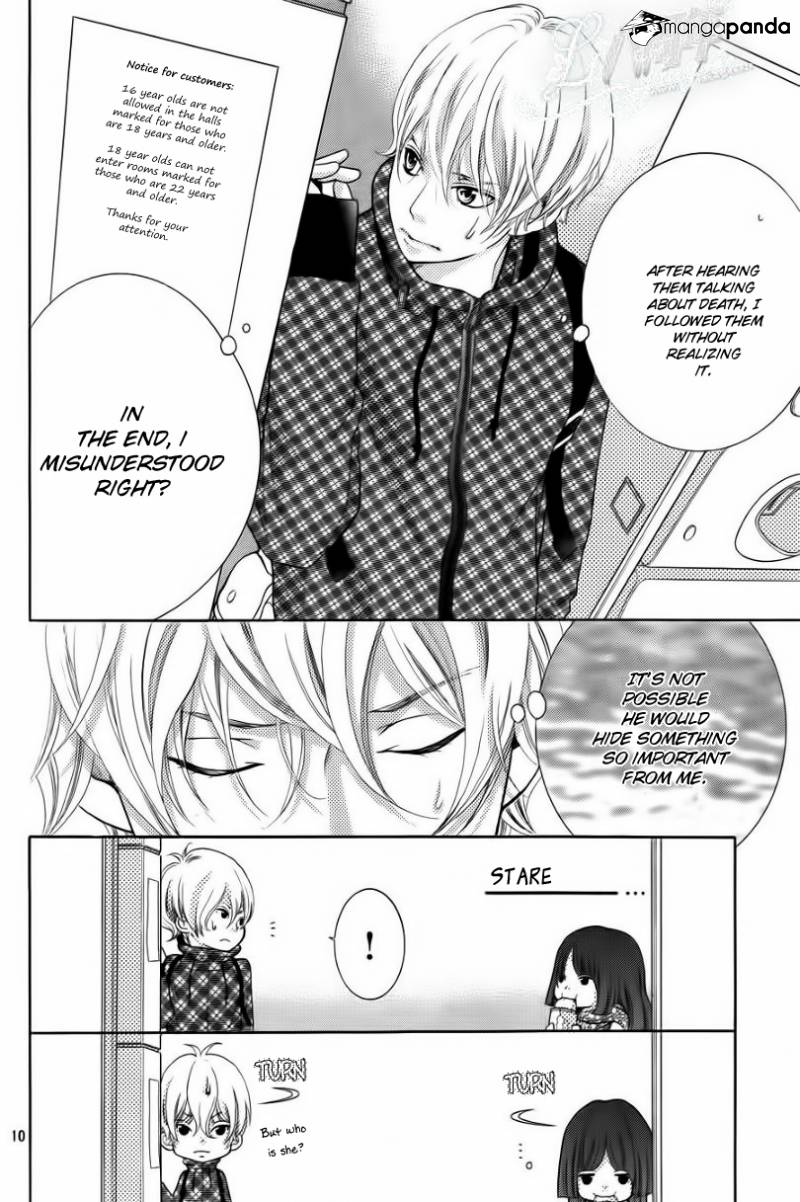 mangapanda
Notice for customers:
16 year olds are not
allowed in the halls
marked for those who
are 18 years and older.
18 year olds can not
enter rooms marked for
those who are 22 years
and older.
Thanks for your
attention.
AFTER HEARING
THEM TALKING
ABOUT DEATH, I
FOLLOWED THEM
WITHOUT
REALIZING
IT.
IN
THE END, I
MISUNDERSTOOD
RIGHT?
IT'S NOT
POSSIBLE
HE WOULD
HIDE SOMETHING
SO IMPORTANT
FROM ME.
STARE ...
!
TURN
TURN
But who
is she?
10